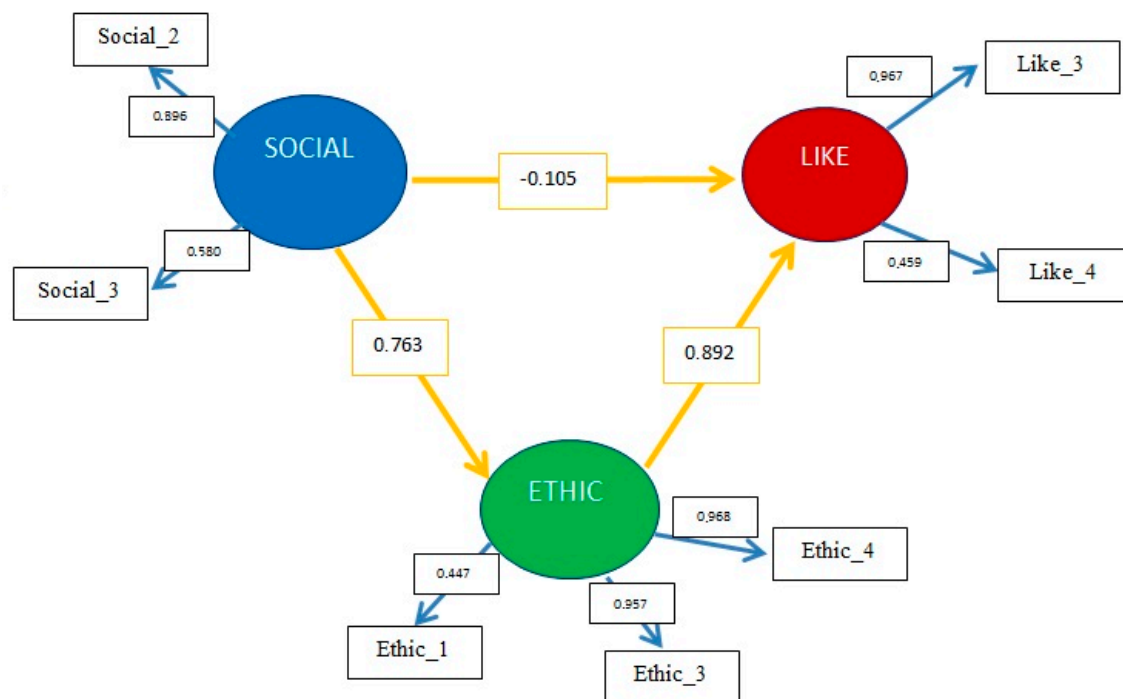 Social_2
0.896
SOCIAL
0.580
Social_3
-0.105
LIKE
0,967
Like_3
0,459
Like_4
0.763
0.892
ETHIC
0,968
Ethic_4
0.447
Ethic_1
0.957
Ethic_3